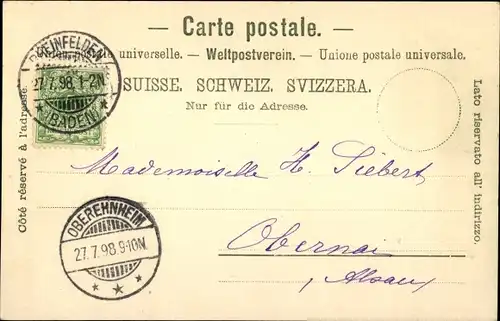 — Carte postale. —
postale universelle. — Weltpostverein. — Unione postale universale.
SUISSE. SCHWEIZ. SVIZZERA.
Nur für die Adresse.
RHEINFELDEN
27.7.98.1-2N.
(BADEN)
Côté réservé à l'adresse.
Lato riservato all' indirizzo.
Mademoiselle H. Siebert
Obernai
Alsace
OBEREHNHEIM
27.7.98.9-10N.